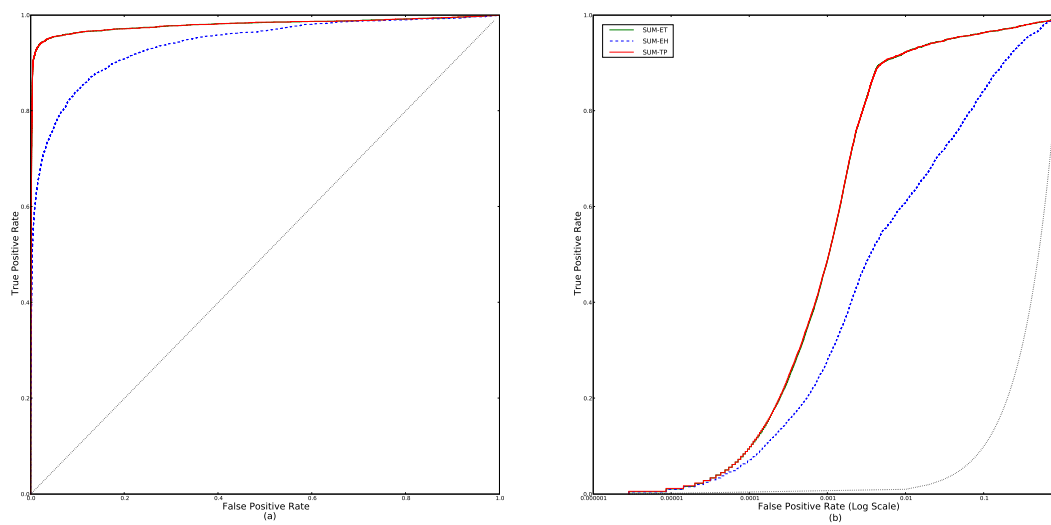 1.0
0.8
0.6
0.4
0.2
0.0
True Positive Rate
0.0 0.2 0.4 0.6 0.8 1.0
False Positive Rate
(a)
SUM-ET
SUM-EH
SUM-TP
1.0
0.8
0.6
0.4
0.2
0.0
True Positive Rate
0.000001 0.00001 0.0001 0.001 0.01 0.1
False Positive Rate (Log Scale)
(b)